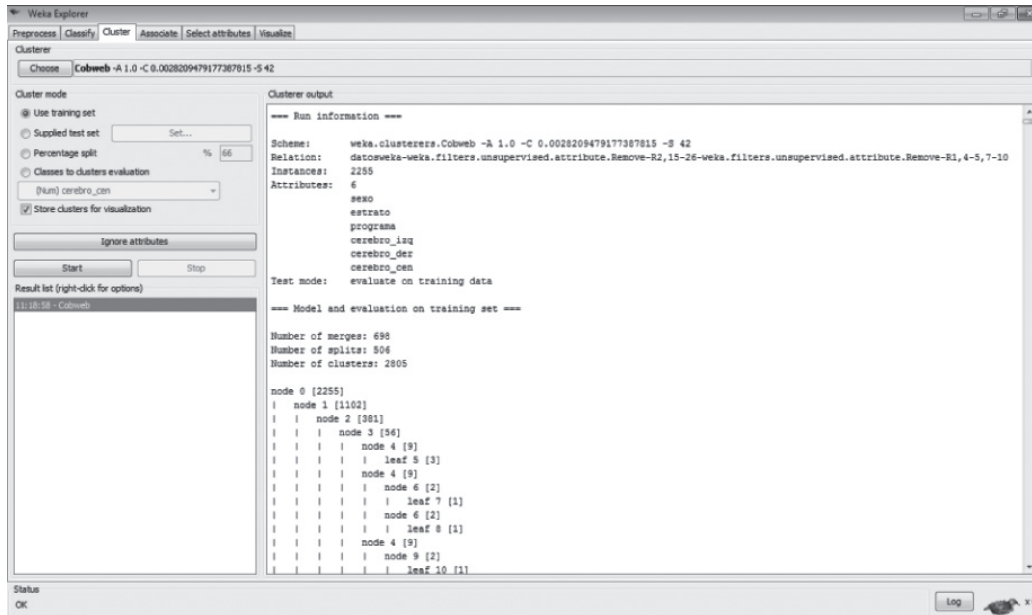 Weka Explorer
Preprocess Classify Cluster Associate Select attributes Visualize
Clusterer
Choose Cobweb -A 1.0 -C 0.0028209479177387815 -S 42
Cluster mode
Use training set
Supplied test set Set...
Percentage split % 66
Classes to clusters evaluation
(Num) cerebro_cen
Store clusters for visualization
Ignore attributes
Start Stop
Result list (right-click for options)
11:18:58 - Cobweb
Clusterer output
=== Run information ===
Scheme: weka.clusterers.Cobweb -A 1.0 -C 0.0028209479177387815 -S 42
Relation: datosweka-weka.filters.unsupervised.attribute.Remove-R2,15-26-weka.filters.unsupervised.attribute.Remove-R1,4-5,7-10
Instances: 2255
Attributes: 6
sexo
estrato
programa
cerebro_izq
cerebro_der
cerebro_cen
Test mode: evaluate on training data
=== Model and evaluation on training set ===
Number of merges: 698
Number of splits: 506
Number of clusters: 2805
node 0 [2255]
| node 1 [1102]
| | node 2 [381]
| | | node 3 [56]
| | | | node 4 [9]
| | | | | leaf 5 [3]
| | | | node 4 [9]
| | | | | node 6 [2]
| | | | | | leaf 7 [1]
| | | | | node 6 [2]
| | | | | | leaf 8 [1]
| | | | node 4 [9]
| | | | | node 9 [2]
| | | | | | leaf 10 [1]
Status
OK
Log
x